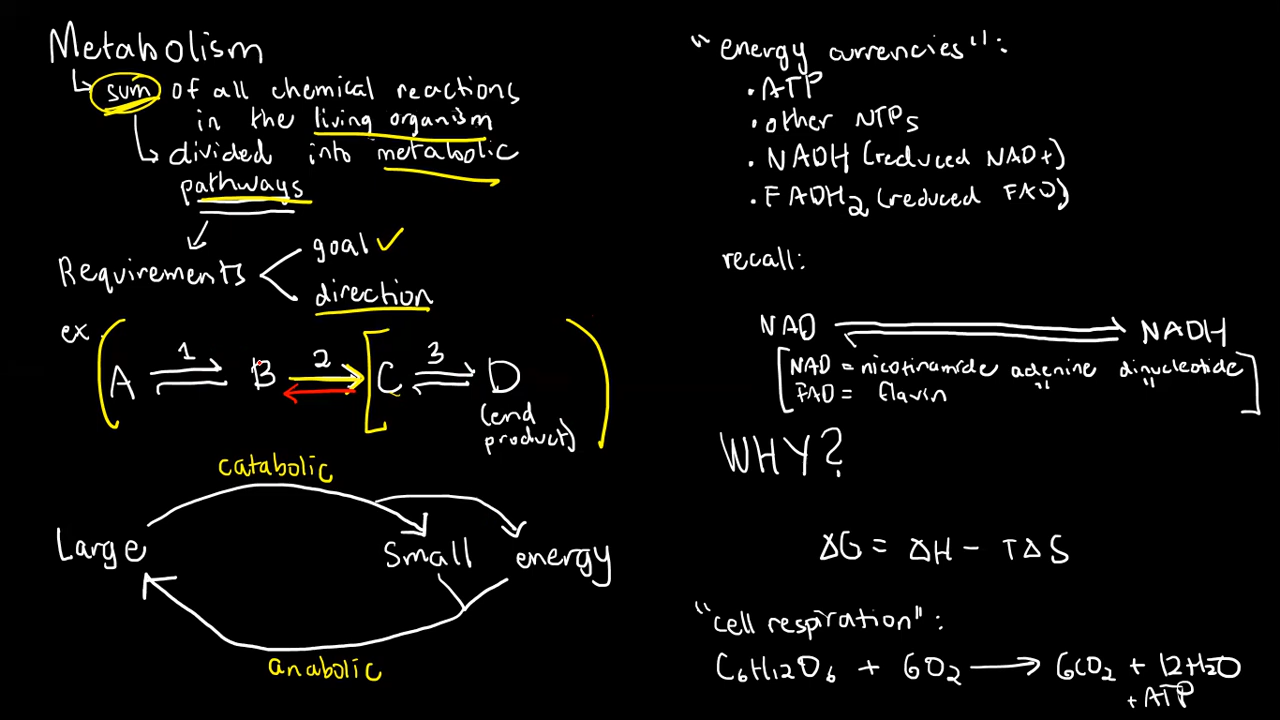 Metabolism
↳ sum of all chemical reactions
in the living organism
↳ divided into metabolic
pathways
Requirements
goal ✓
direction
ex.
1 2 3
A B C D
(end
product)
catabolic
Large Small energy
anabolic
"energy currencies":
• ATP
• other NTPs
• NADH (reduced NAD+)
• FADH2 (reduced FAD)
recall:
NAD NADH
[NAD = nicotinamide adenine dinucleotide
FAD = flavin " "]
WHY?
ΔG = ΔH - TΔS
"cell respiration":
C6H12O6 + 6O2 → 6CO2 + 12H2O
+ ATP